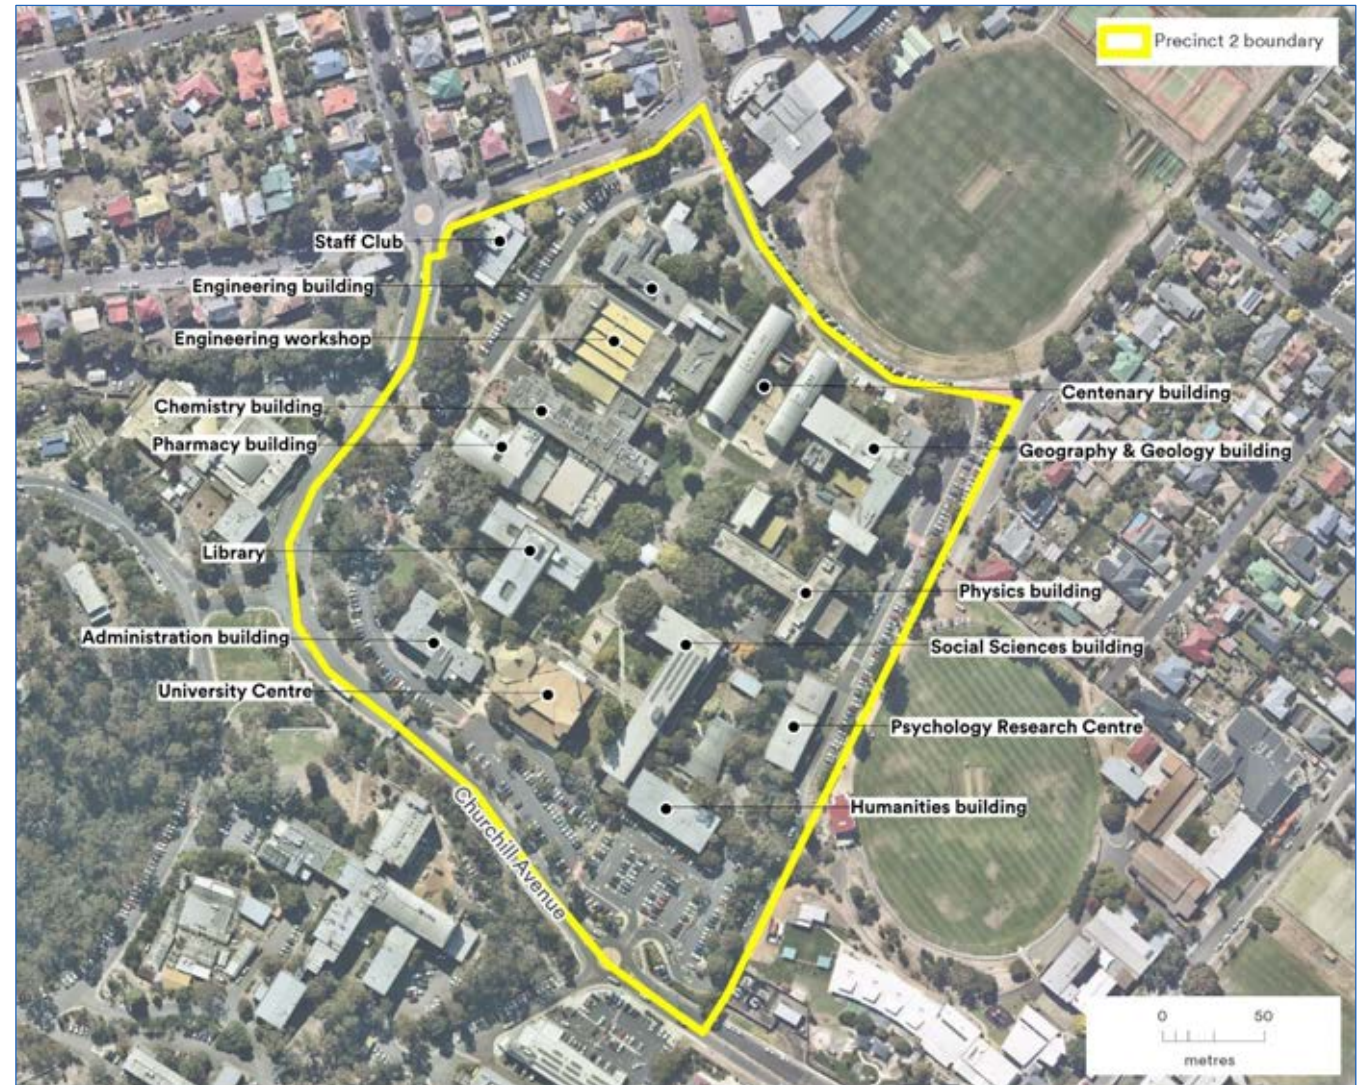 Precinct 2 boundary
Staff Club
Engineering building
Engineering workshop
Centenary building
Chemistry building
Pharmacy building
Geography & Geology building
Library
Physics building
Administration building
Social Sciences building
University Centre
Psychology Research Centre
Humanities building
Churchill Avenue
0 50
metres